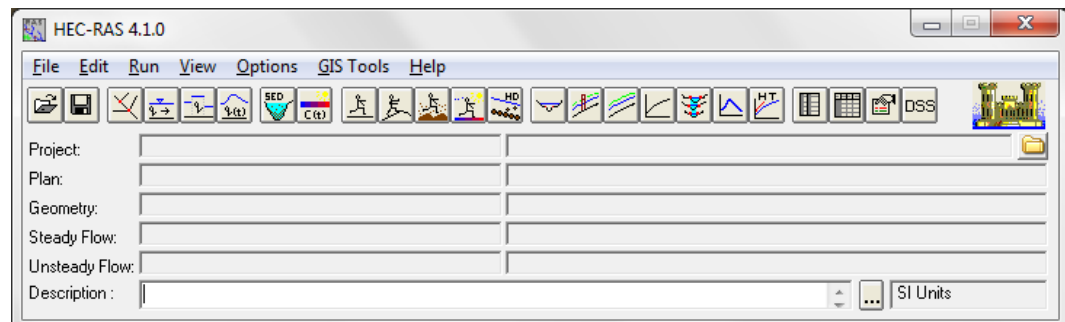 HEC-RAS 4.1.0
File Edit Run View Options GIS Tools Help
SED C(t) HD HT DSS
Project:
Plan:
Geometry:
Steady Flow:
Unsteady Flow:
Description : ... SI Units